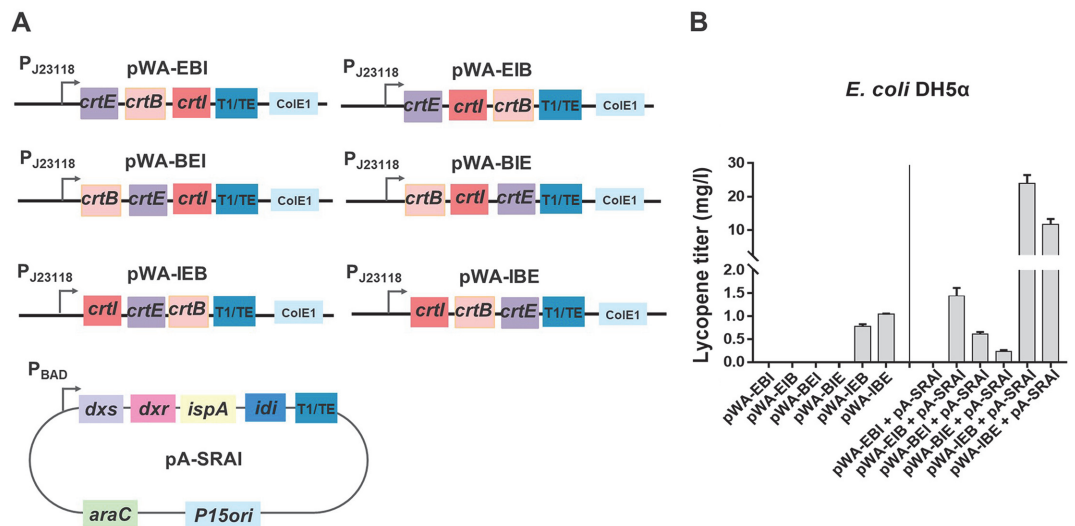 A
B
PJ23118 pWA-EBI
crtE crtB crtI T1/TE ColE1
PJ23118 pWA-EIB
crtE crtI crtB T1/TE ColE1
PJ23118 pWA-BEI
crtB crtE crtI T1/TE ColE1
PJ23118 pWA-BIE
crtB crtI crtE T1/TE ColE1
PJ23118 pWA-IEB
crtI crtE crtB T1/TE ColE1
PJ23118 pWA-IBE
crtI crtB crtE T1/TE ColE1
PBAD
dxs dxr ispA idi T1/TE
pA-SRAI
araC P15ori
E. coli DH5α
Lycopene titer (mg/l)
30
20
10
2.0
1.5
1.0
0.5
0.0
pWA-EBI
pWA-EIB
pWA-BEI
pWA-BIE
pWA-IEB
pWA-IBE
pWA-EBI + pA-SRAI
pWA-EIB + pA-SRAI
pWA-BEI + pA-SRAI
pWA-BIE + pA-SRAI
pWA-IEB + pA-SRAI
pWA-IBE + pA-SRAI